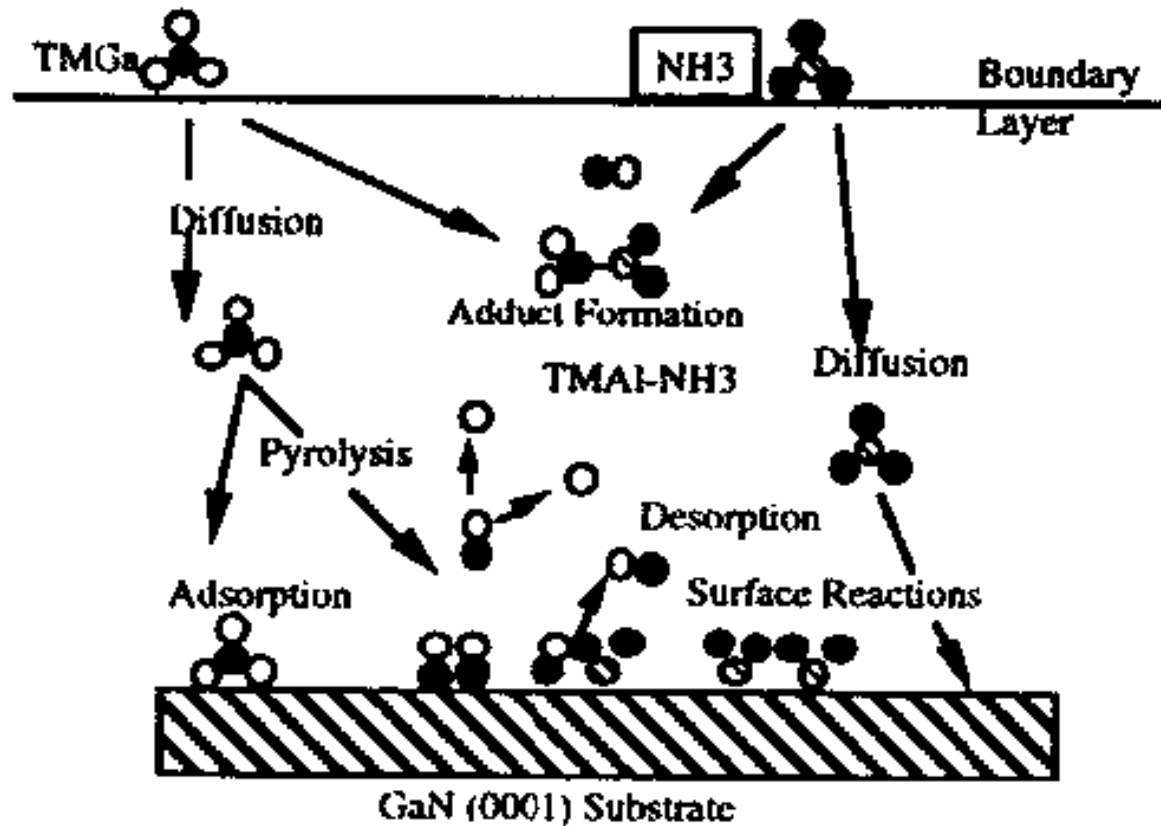 TMGa
NH3
Boundary
Layer
Diffusion
Adduct Formation
TMAl-NH3
Diffusion
Pyrolysis
Desorption
Adsorption
Surface Reactions
GaN (0001) Substrate